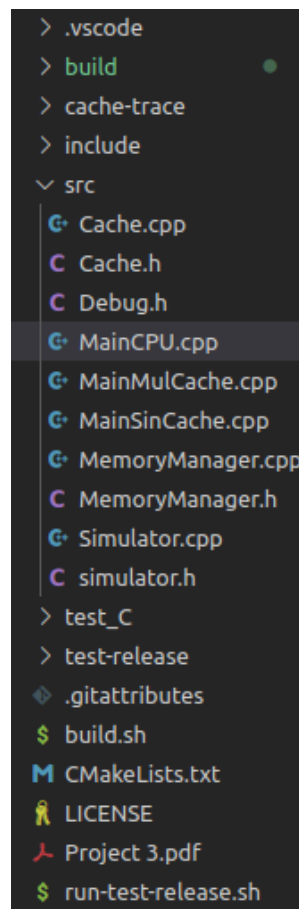 .vscode
build
cache-trace
include
src
Cache.cpp
Cache.h
Debug.h
MainCPU.cpp
MainMulCache.cpp
MainSinCache.cpp
MemoryManager.cpp
MemoryManager.h
Simulator.cpp
simulator.h
test_C
test-release
.gitattributes
$ build.sh
CMakeLists.txt
LICENSE
Project 3.pdf
$ run-test-release.sh